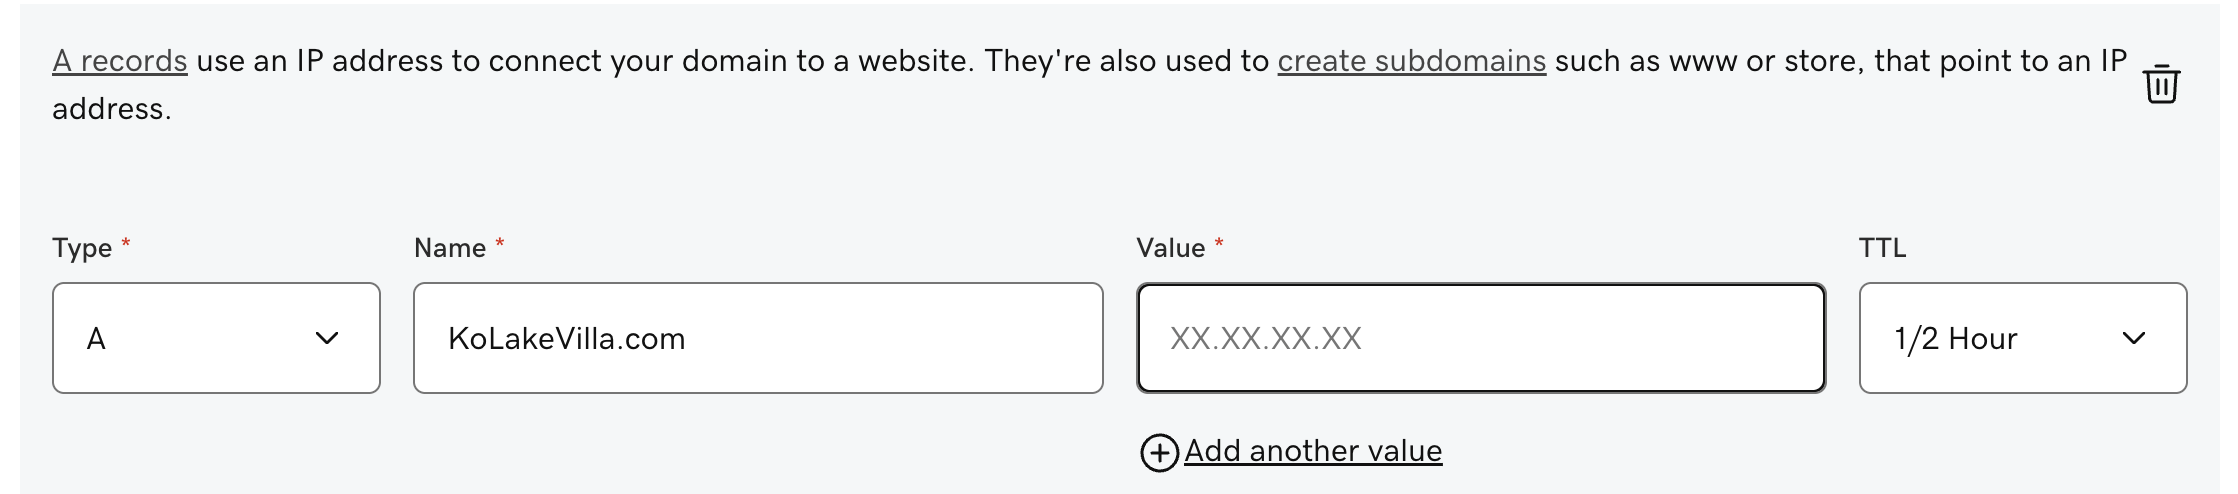 A records use an IP address to connect your domain to a website. They're also used to create subdomains such as www or store, that point to an IP
address.
Type * Name * Value * TTL
A KoLakeVilla.com XX.XX.XX.XX 1/2 Hour
Add another value